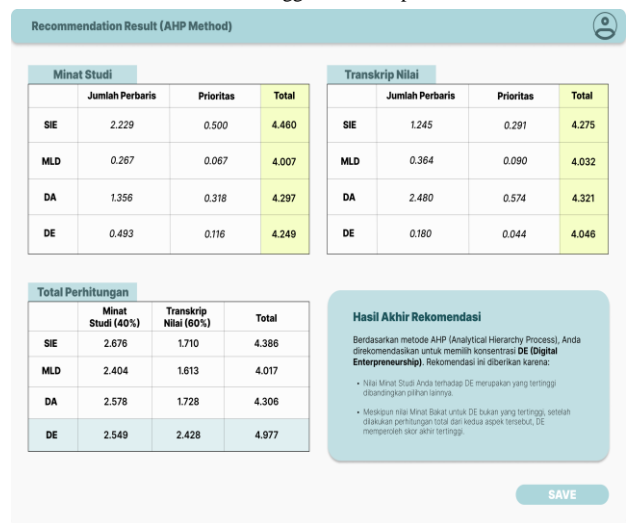 Recommendation Result (AHP Method)
Minat Studi
Jumlah Perbaris Prioritas Total
SIE 2.229 0.500 4.460
MLD 0.267 0.067 4.007
DA 1.356 0.318 4.297
DE 0.493 0.116 4.249
Transkrip Nilai
Jumlah Perbaris Prioritas Total
SIE 1.245 0.291 4.275
MLD 0.364 0.090 4.032
DA 2.480 0.574 4.321
DE 0.180 0.044 4.046
Total Perhitungan
Minat Studi (40%) Transkrip Nilai (60%) Total
SIE 2.676 1.710 4.386
MLD 2.404 1.613 4.017
DA 2.578 1.728 4.306
DE 2.549 2.428 4.977
Hasil Akhir Rekomendasi
Berdasarkan metode AHP (Analytical Hierarchy Process), Anda
direkomendasikan untuk memilih konsentrasi DE (Digital
Enterpreneurship). Rekomendasi ini diberikan karena:
• Nilai Minat Studi Anda terhadap DE merupakan yang tertinggi
dibandingkan pilihan lainnya.
• Meskipun nilai Minat Bakat untuk DE bukan yang tertinggi, setelah
dilakukan perhitungan total dari kedua aspek tersebut, DE
memperoleh skor akhir tertinggi.
SAVE